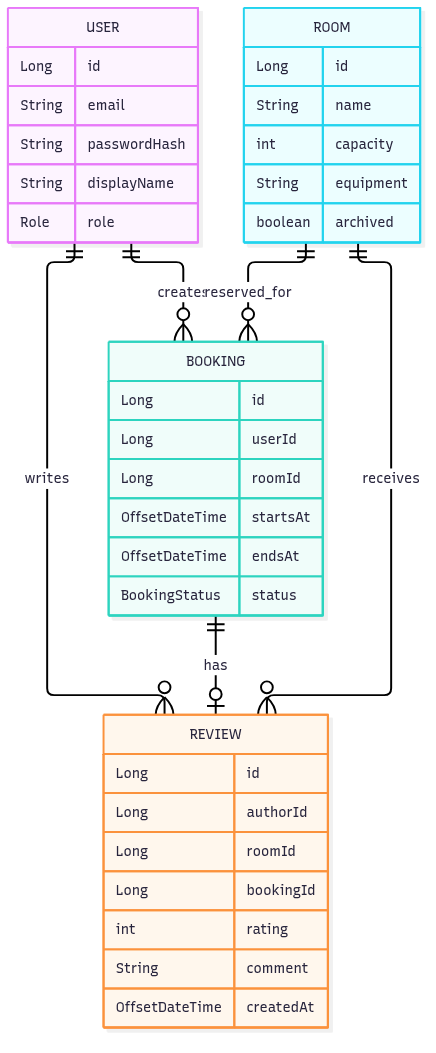 USER
Long id
String email
String passwordHash
String displayName
Role role
ROOM
Long id
String name
int capacity
String equipment
boolean archived
creates reserved_for
BOOKING
Long id
Long userId
Long roomId
OffsetDateTime startsAt
OffsetDateTime endsAt
BookingStatus status
writes
receives
has
REVIEW
Long id
Long authorId
Long roomId
Long bookingId
int rating
String comment
OffsetDateTime createdAt